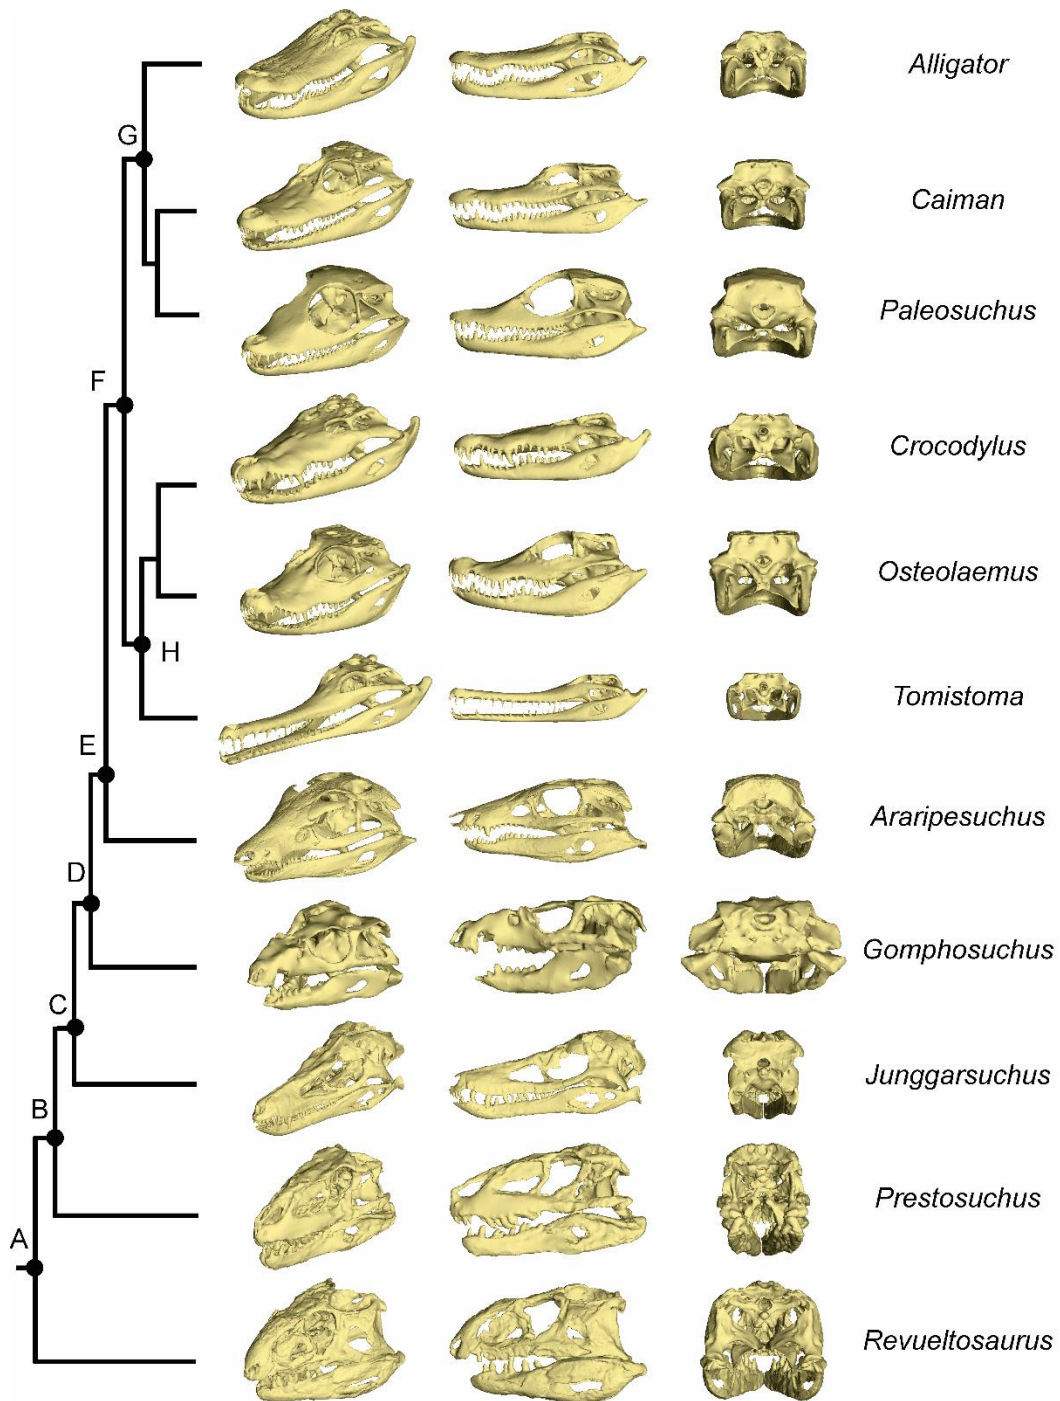 Alligator
G
Caiman
Paleosuchus
F
Crocodylus
Osteolaemus
H
Tomistoma
E
Araripesuchus
D
Gomphosuchus
C
Junggarsuchus
B
Prestosuchus
A
Revueltosaurus